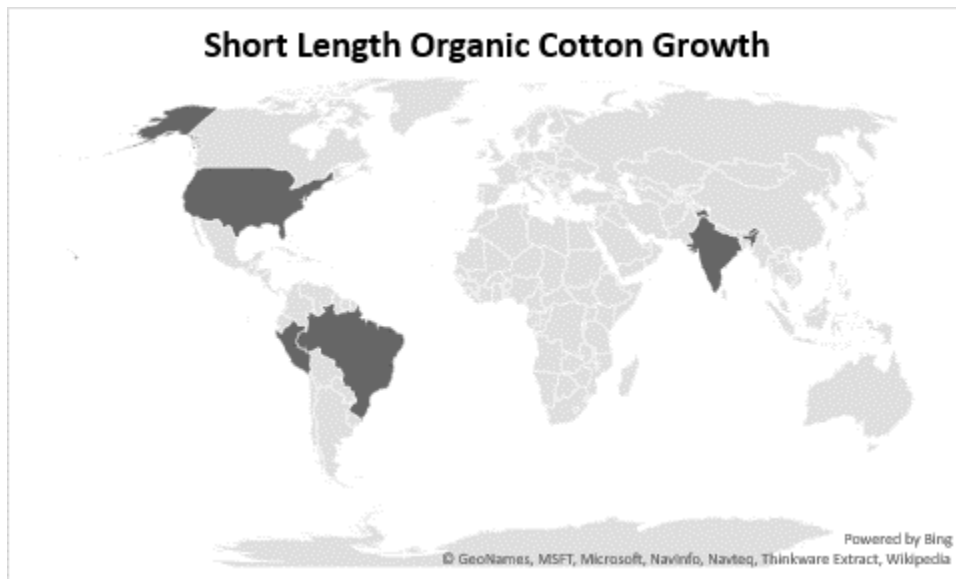 Short Length Organic Cotton Growth
Powered by Bing
© GeoNames, MSFT, Microsoft, NavInfo, Navteq, Thinkware Extract, Wikipedia